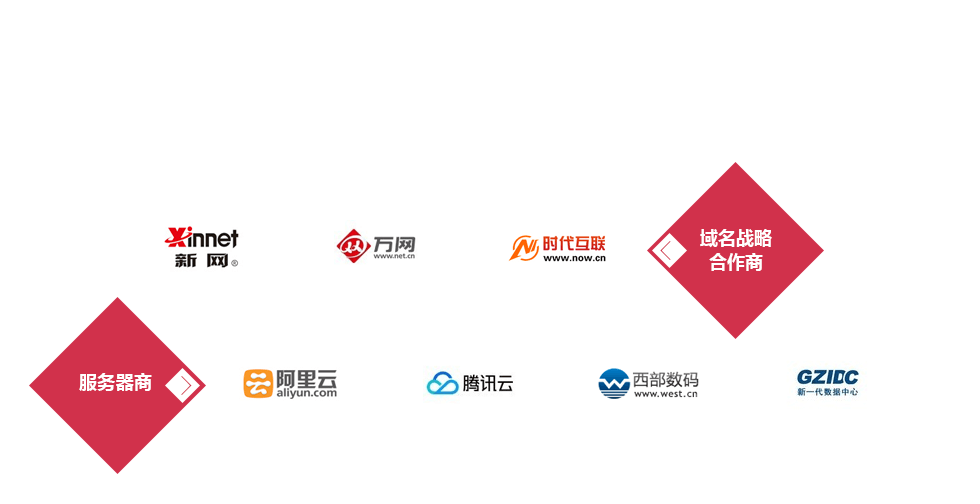 Xinnet
新网®
万网
www.net.cn
时代互联
www.now.cn
域名战略
合作商
服务器商
阿里云
aliyun.com
腾讯云
西部数码
www.west.cn
GZIDC
新一代数据中心